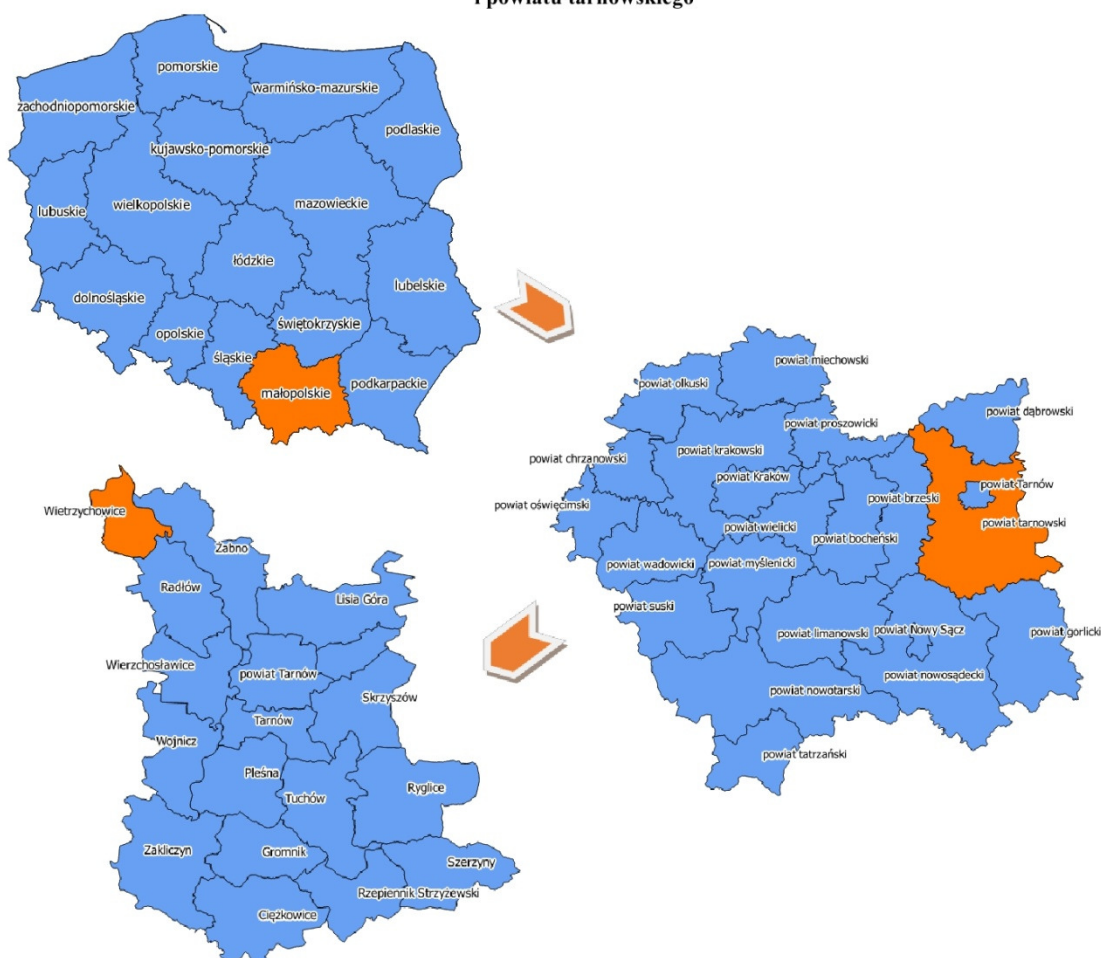 i powiatu tarnowskiego
pomorskie
warmińsko-mazurskie
zachodniopomorskie
podlaskie
kujawsko-pomorskie
lubuskie
wielkopolskie
mazowieckie
łódzkie
lubelskie
dolnośląskie
świętokrzyskie
opolskie
śląskie
małopolskie
podkarpackie
powiat miechowski
powiat olkuski
powiat dąbrowski
powiat proszowicki
powiat krakowski
powiat chrzanowski
powiat Kraków
powiat Tarnów
powiat oświęcimski
powiat brzeski
powiat wielicki
powiat tarnowski
powiat bocheński
powiat wadowicki
powiat myślenicki
powiat suski
powiat limanowski
powiat Nowy Sącz
powiat gorlicki
powiat nowosądecki
powiat nowotarski
powiat tatrzański
Wietrzychowice
Żabno
Radłów
Lisia Góra
Wierzchosławice
powiat Tarnów
Skrzyszów
Tarnów
Wojnicz
Pleśna
Tuchów
Ryglice
Zakliczyn
Gromnik
Szerzyny
Rzepiennik Strzyżewski
Ciężkowice